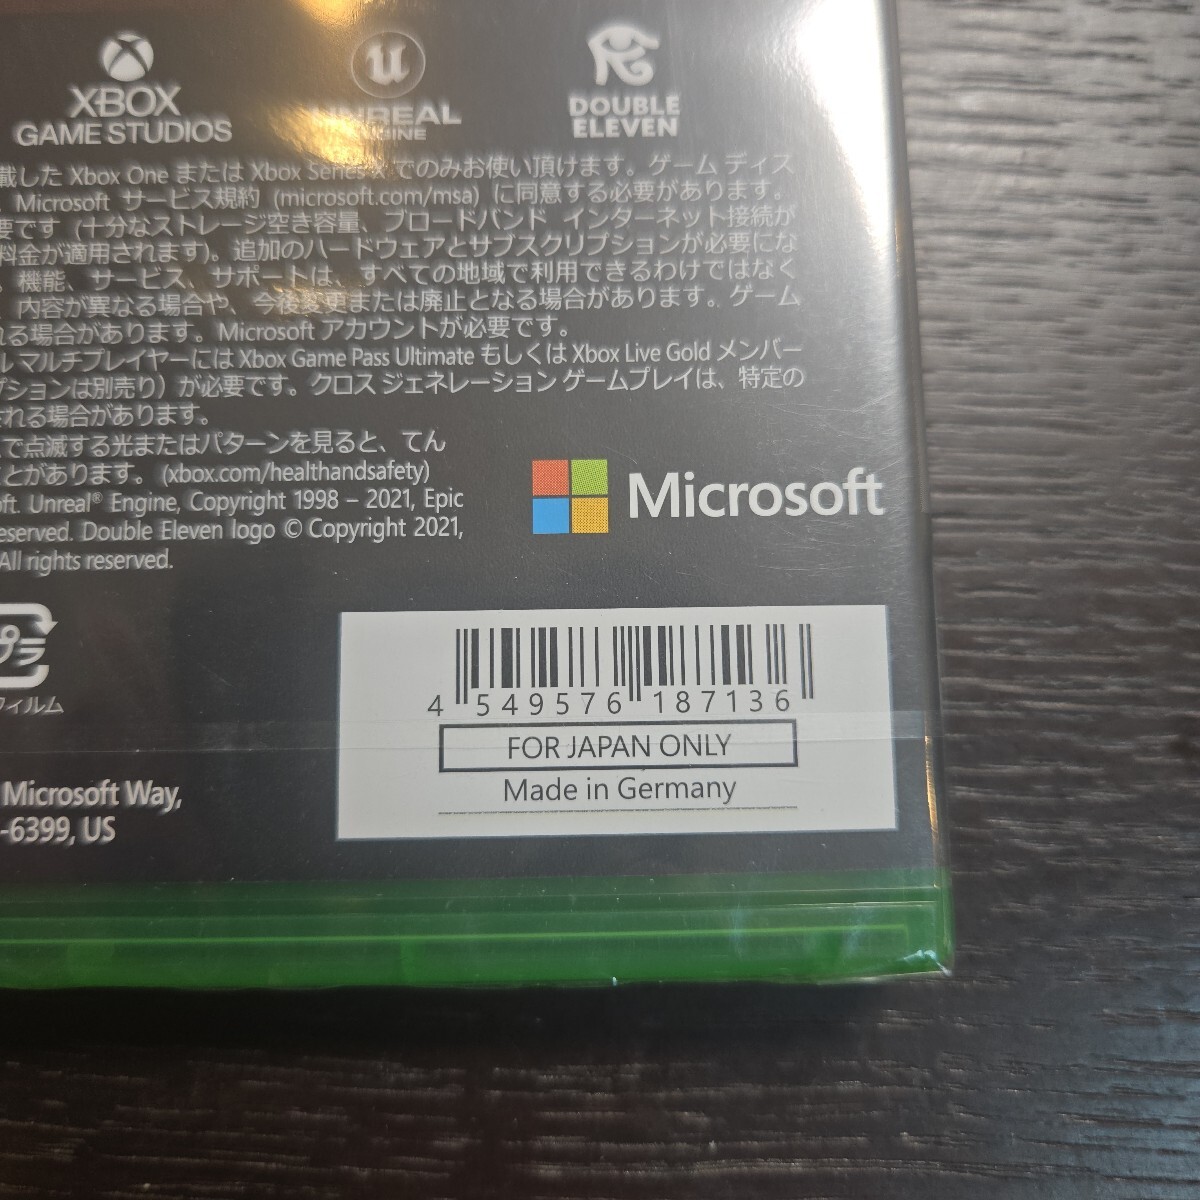 XBOX
GAME STUDIOS
UNREAL
ENGINE
DOUBLE
ELEVEN
載した Xbox One または Xbox Series X でのみお使い頂けます。ゲーム ディス
。Microsoft サービス規約 (microsoft.com/msa) に同意する必要があります。
要です (十分なストレージ空き容量、ブロードバンド インターネット接続が
料金が適用されます)。追加のハードウェアとサブスクリプションが必要にな
。機能、サービス、サポートは、すべての地域で利用できるわけではなく
内容が異なる場合や、今後変更または廃止となる場合があります。ゲーム
れる場合があります。Microsoft アカウントが必要です。
ル マルチプレイヤーには Xbox Game Pass Ultimate もしくは Xbox Live Gold メンバー
プションは別売り）が必要です。クロス ジェネレーション ゲームプレイは、特定の
される場合があります。
で点滅する光またはパターンを見ると、てん
とがあります。(xbox.com/healthandsafety)
oft. Unreal® Engine, Copyright 1998 – 2021, Epic
eserved. Double Eleven logo © Copyright 2021,
All rights reserved.
Microsoft
プラ
フィルム
4 549576 187136
FOR JAPAN ONLY
Made in Germany
Microsoft Way,
-6399, US